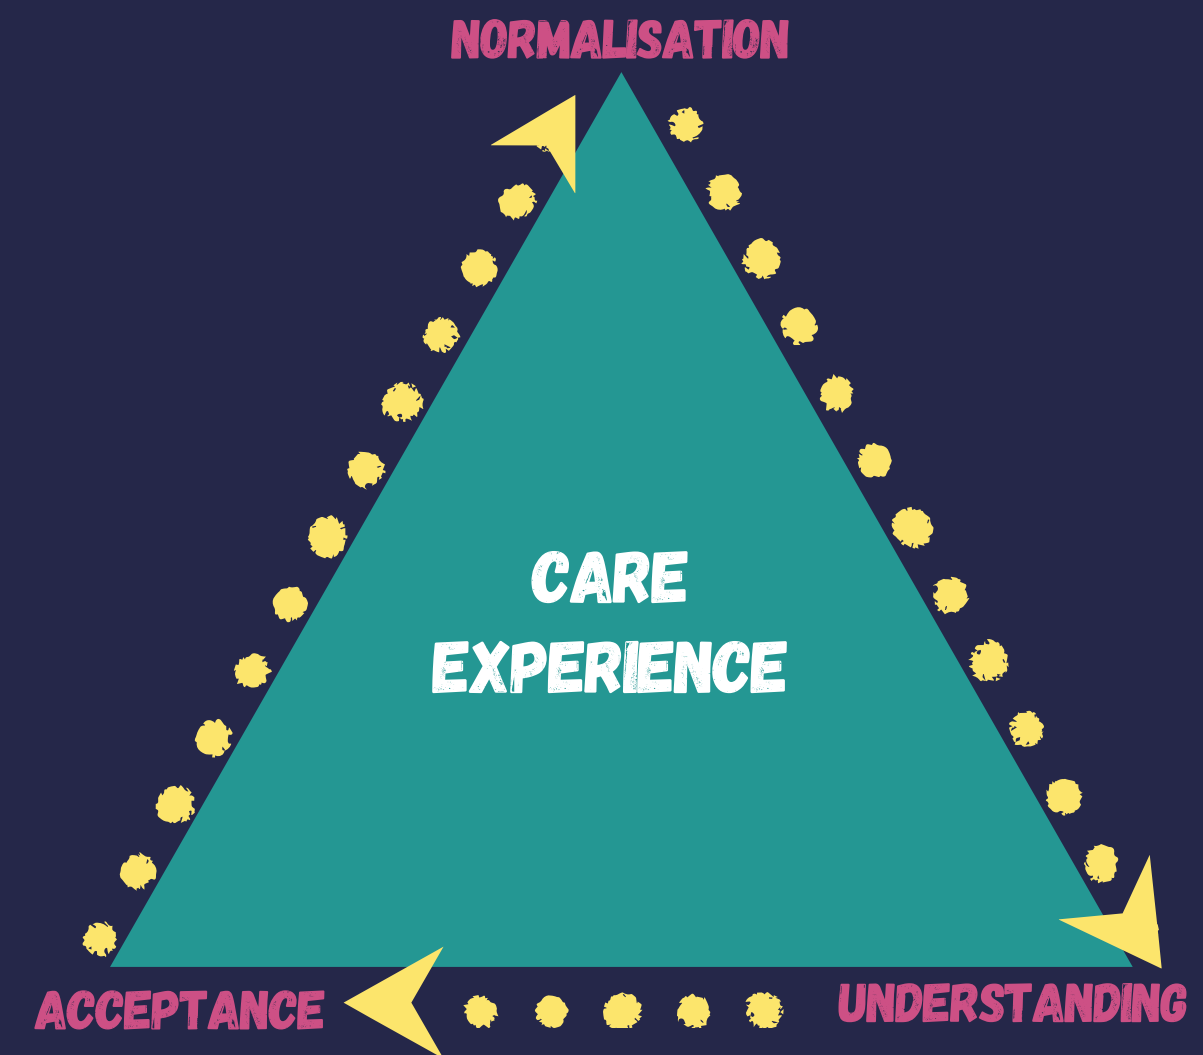 NORMALISATION
CARE
EXPERIENCE
ACCEPTANCE
UNDERSTANDING